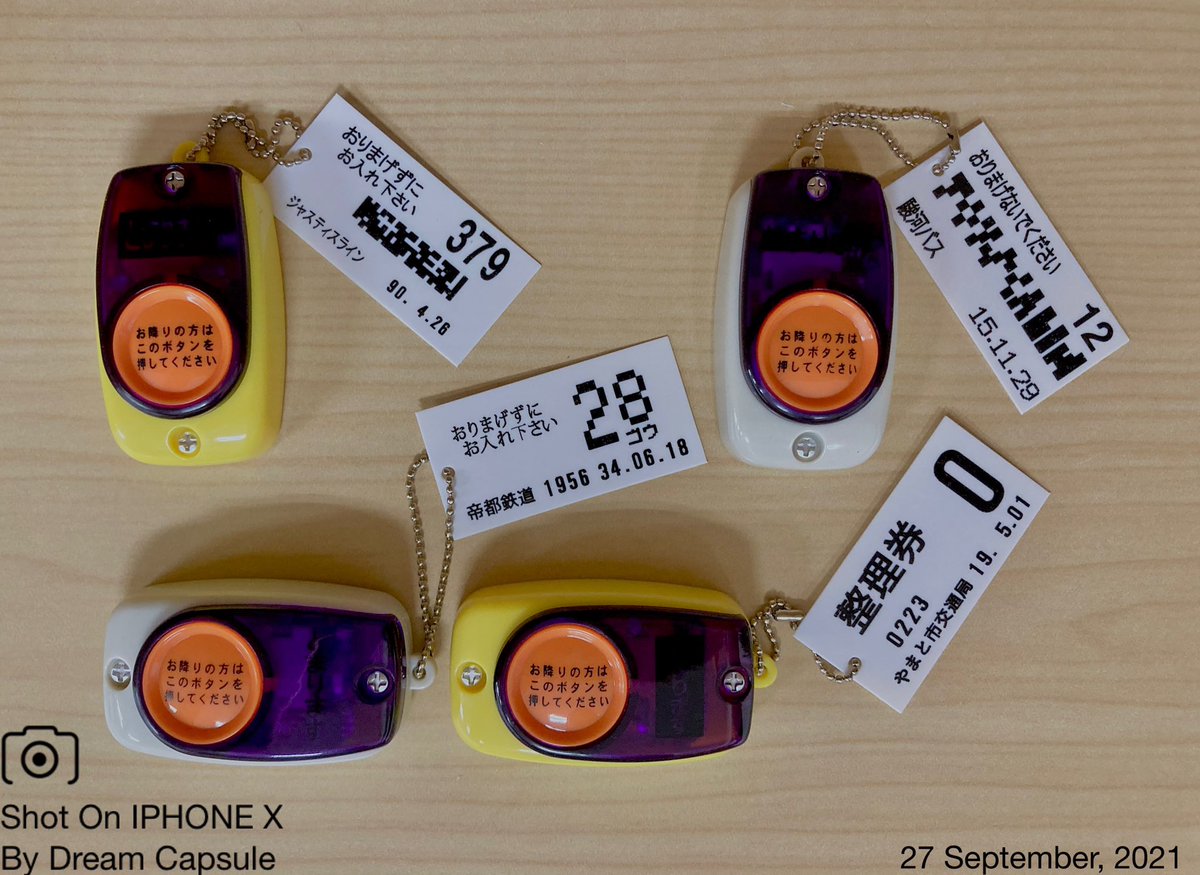 おりまげずに
お入れ下さい
379
ジャスティスライン
90. 4.26
お降りの方は
このボタンを
押してください
おりまげないでください
駿河バス
12
15.11.29
お降りの方は
このボタンを
押してください
おりまげずに
お入れ下さい
28
コウ
帝都鉄道 1956 34.06.18
0
整理券
0223
やまと市交通局 19. 5.01
お降りの方は
このボタンを
押してください
お降りの方は
このボタンを
押してください
Shot On IPHONE X
By Dream Capsule
27 September, 2021